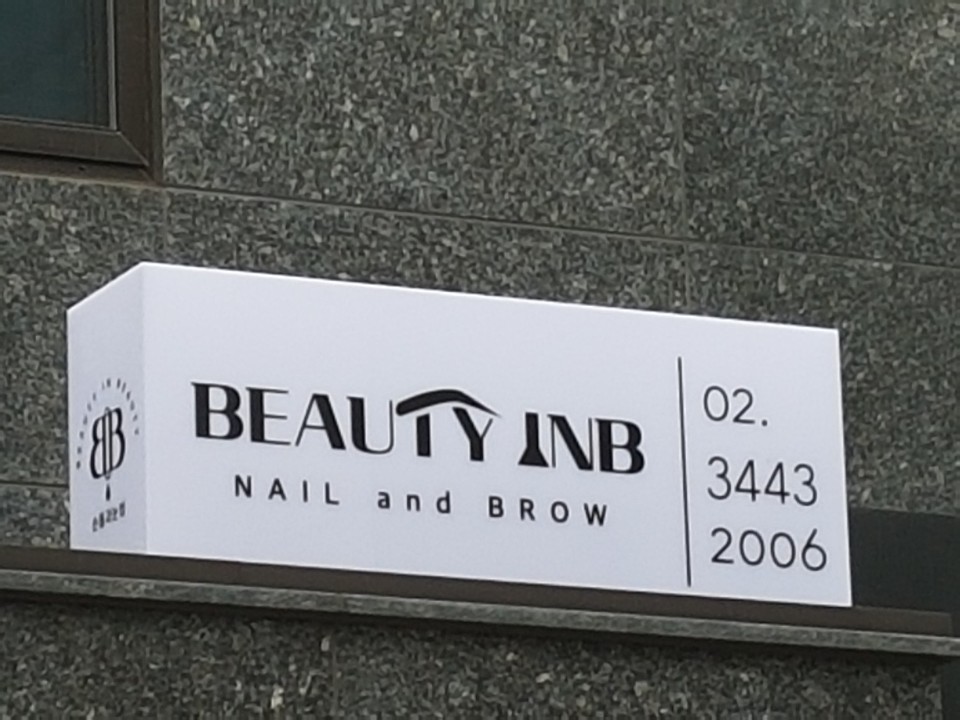 BEAUTY INB
NAIL and BROW
02.
3443
2006